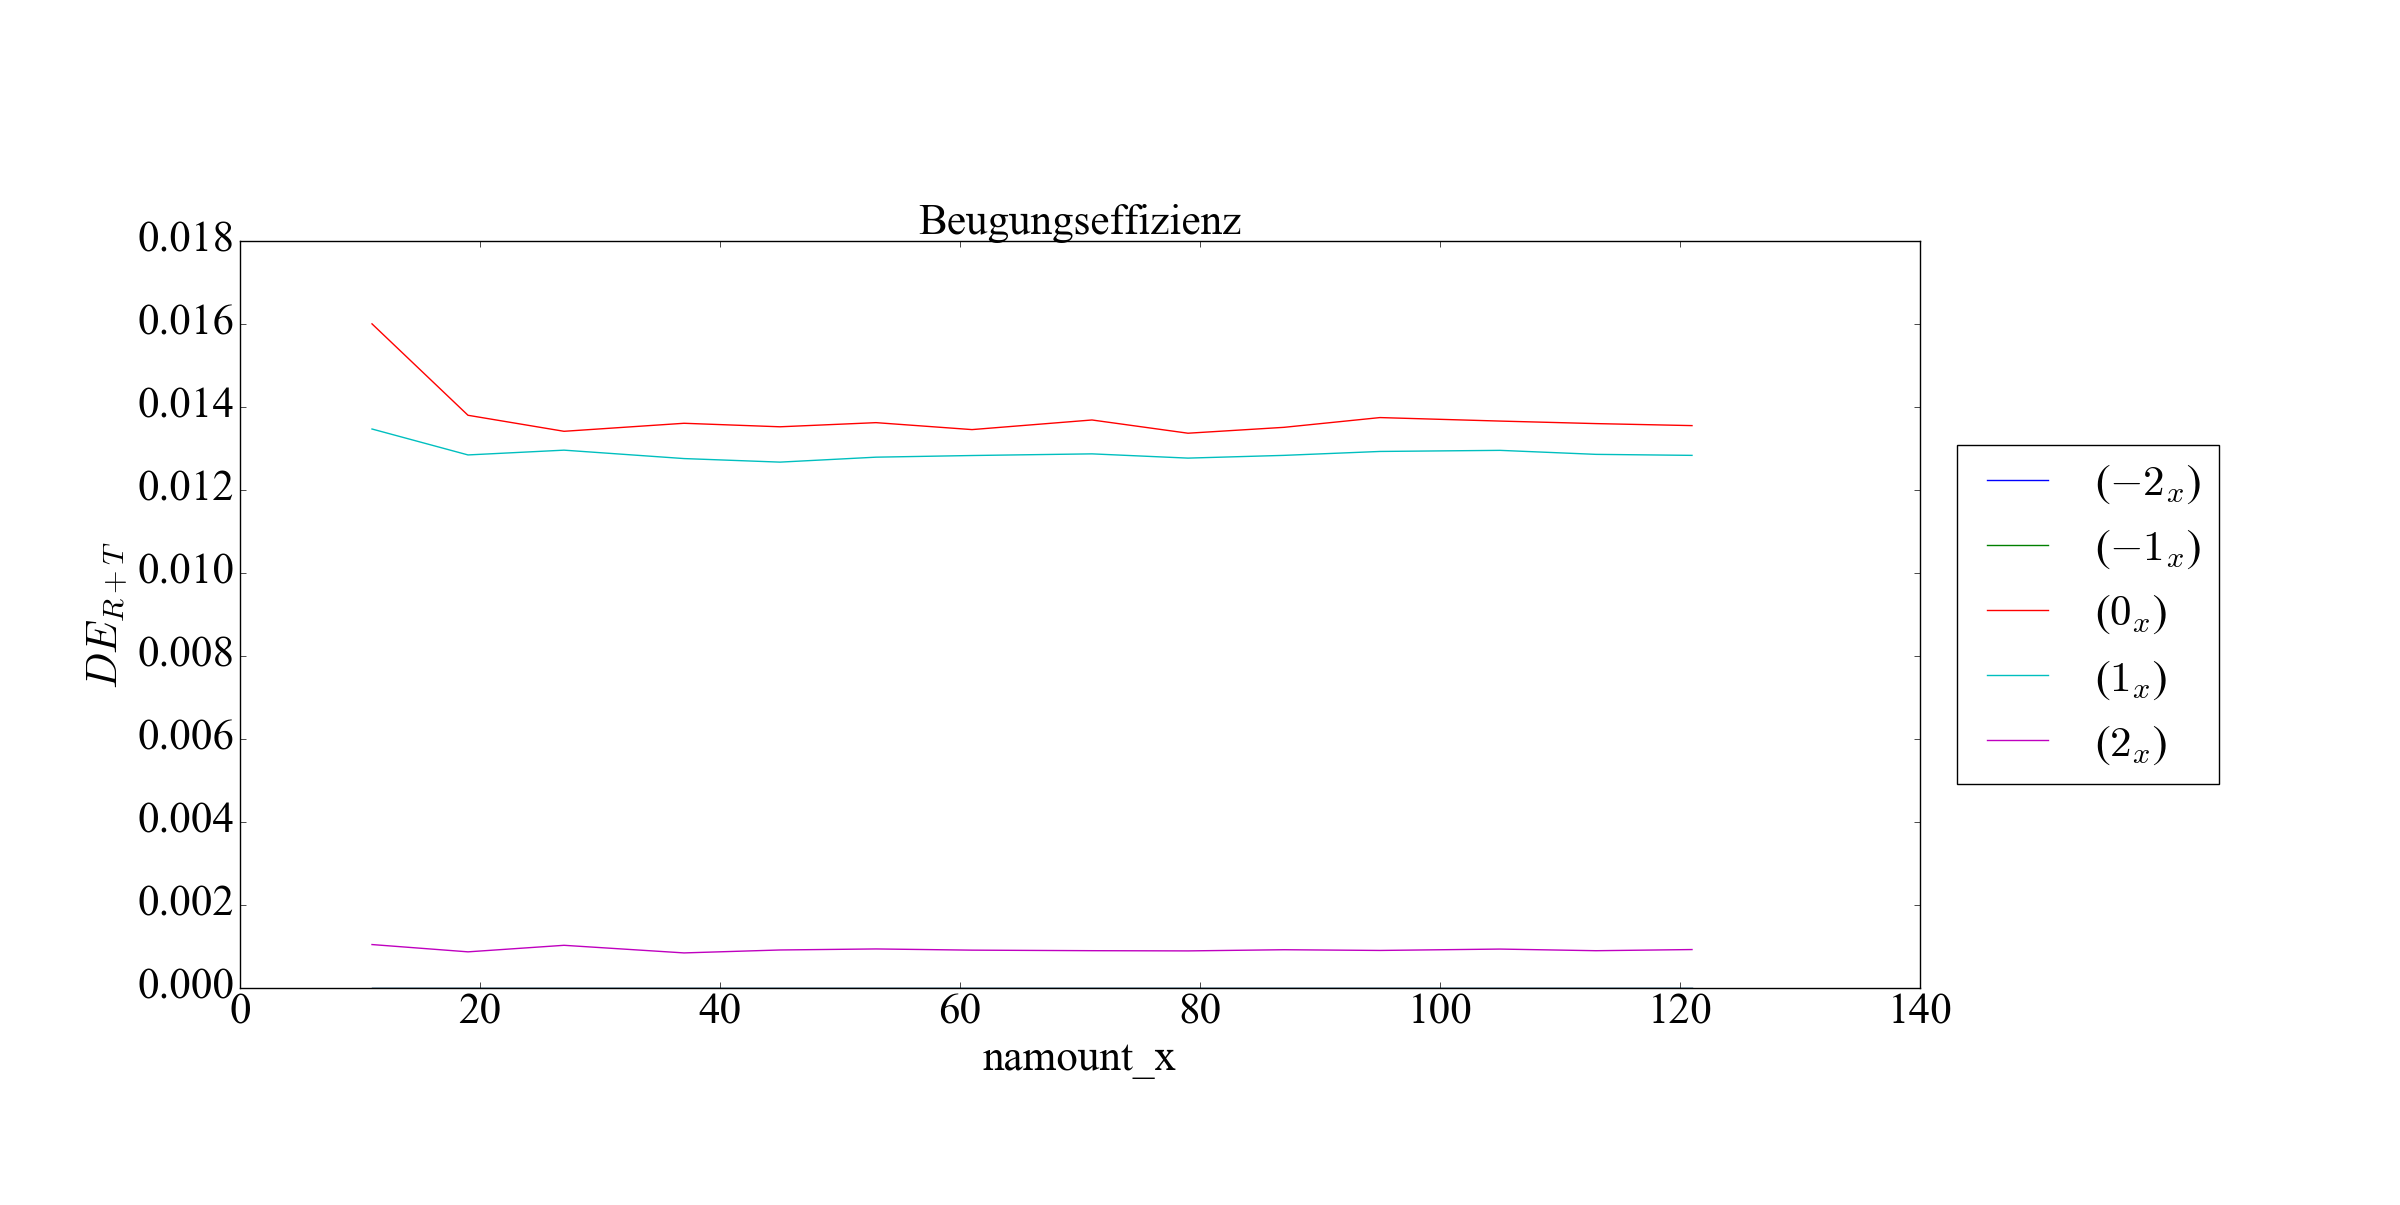 Beugungseffizienz
0.018
0.016
0.014
0.012
0.010
0.008
0.006
0.004
0.002
0.000
DE_{R+T}
0 20 40 60 80 100 120 140
namount_x
(−2_x)
(−1_x)
(0_x)
(1_x)
(2_x)